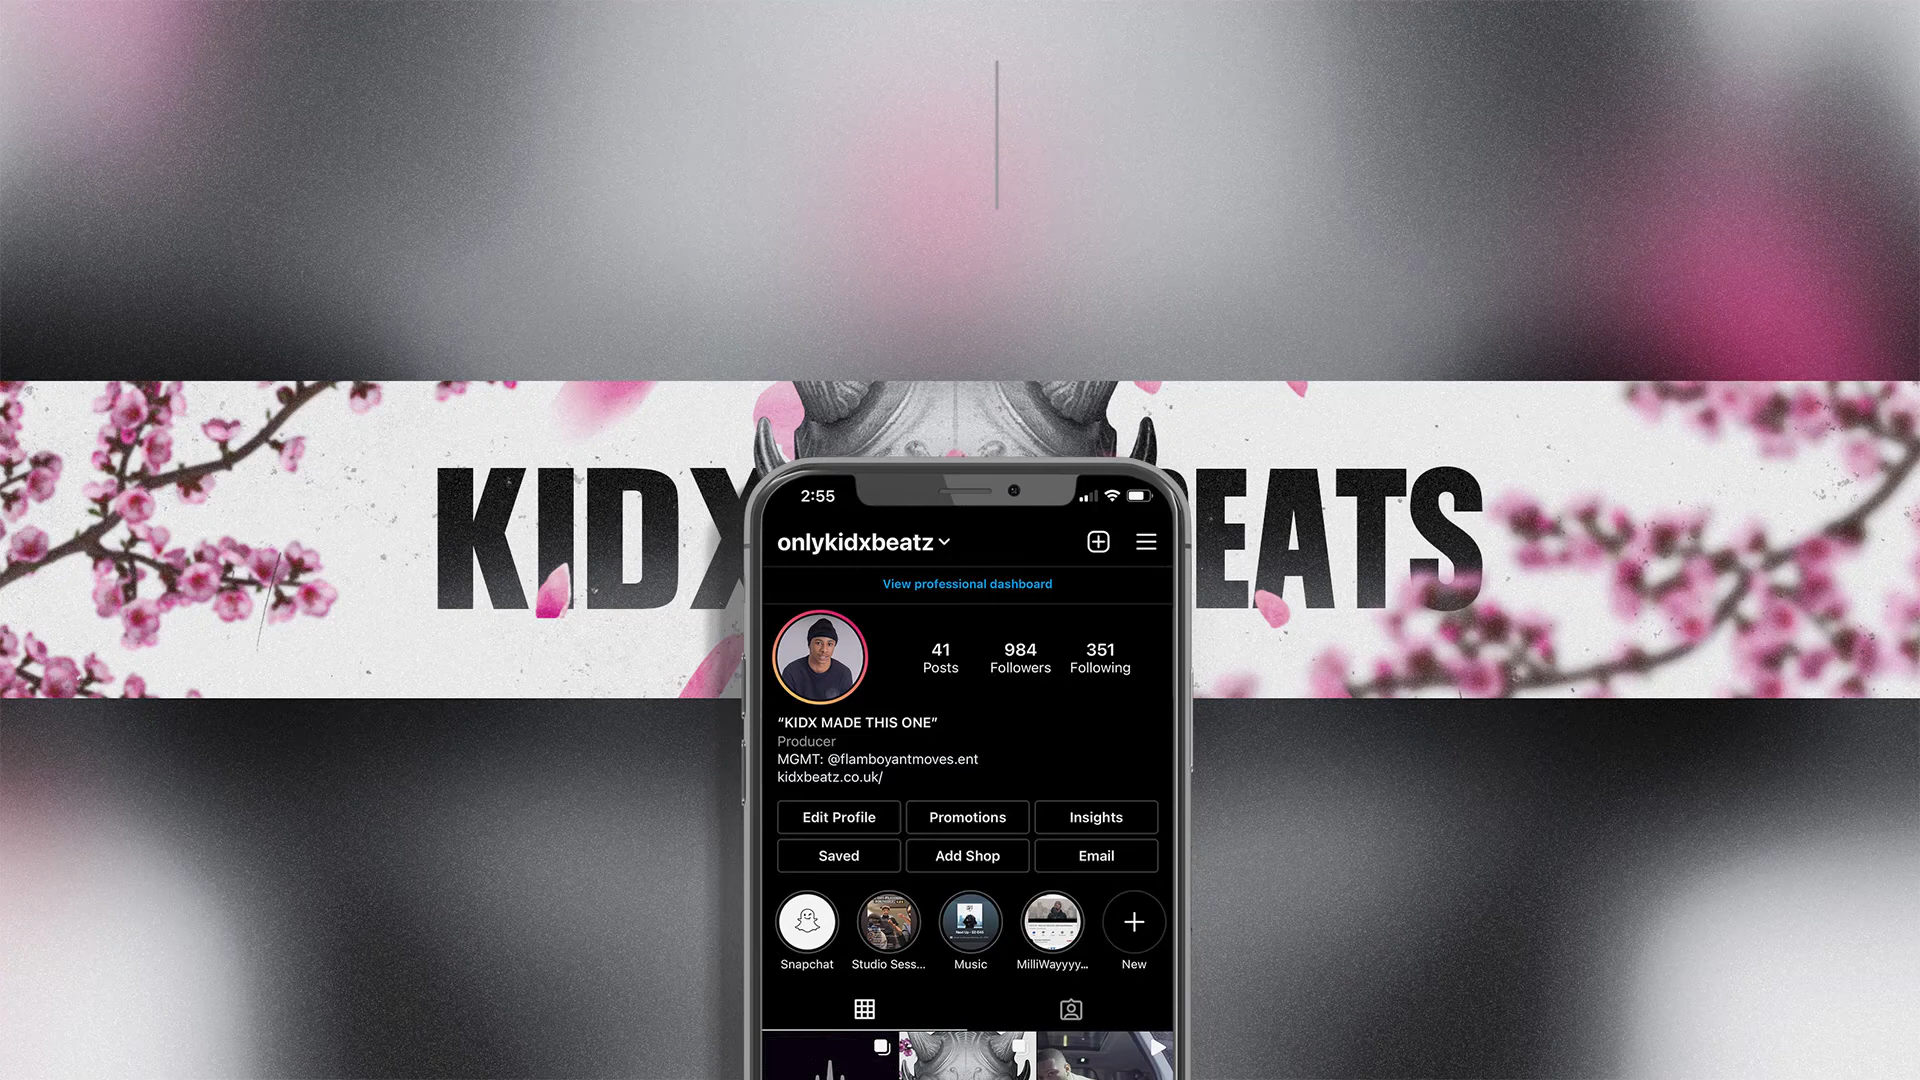 KIDX BEATS
2:55
onlykidxbeatz
View professional dashboard
41 984 351
Posts Followers Following
“KIDX MADE THIS ONE”
Producer
MGMT: @flamboyantmoves.ent
kidxbeatz.co.uk/
Edit Profile Promotions Insights
Saved Add Shop Email
Snapchat Studio Sess... Music MilliWayyyy... New